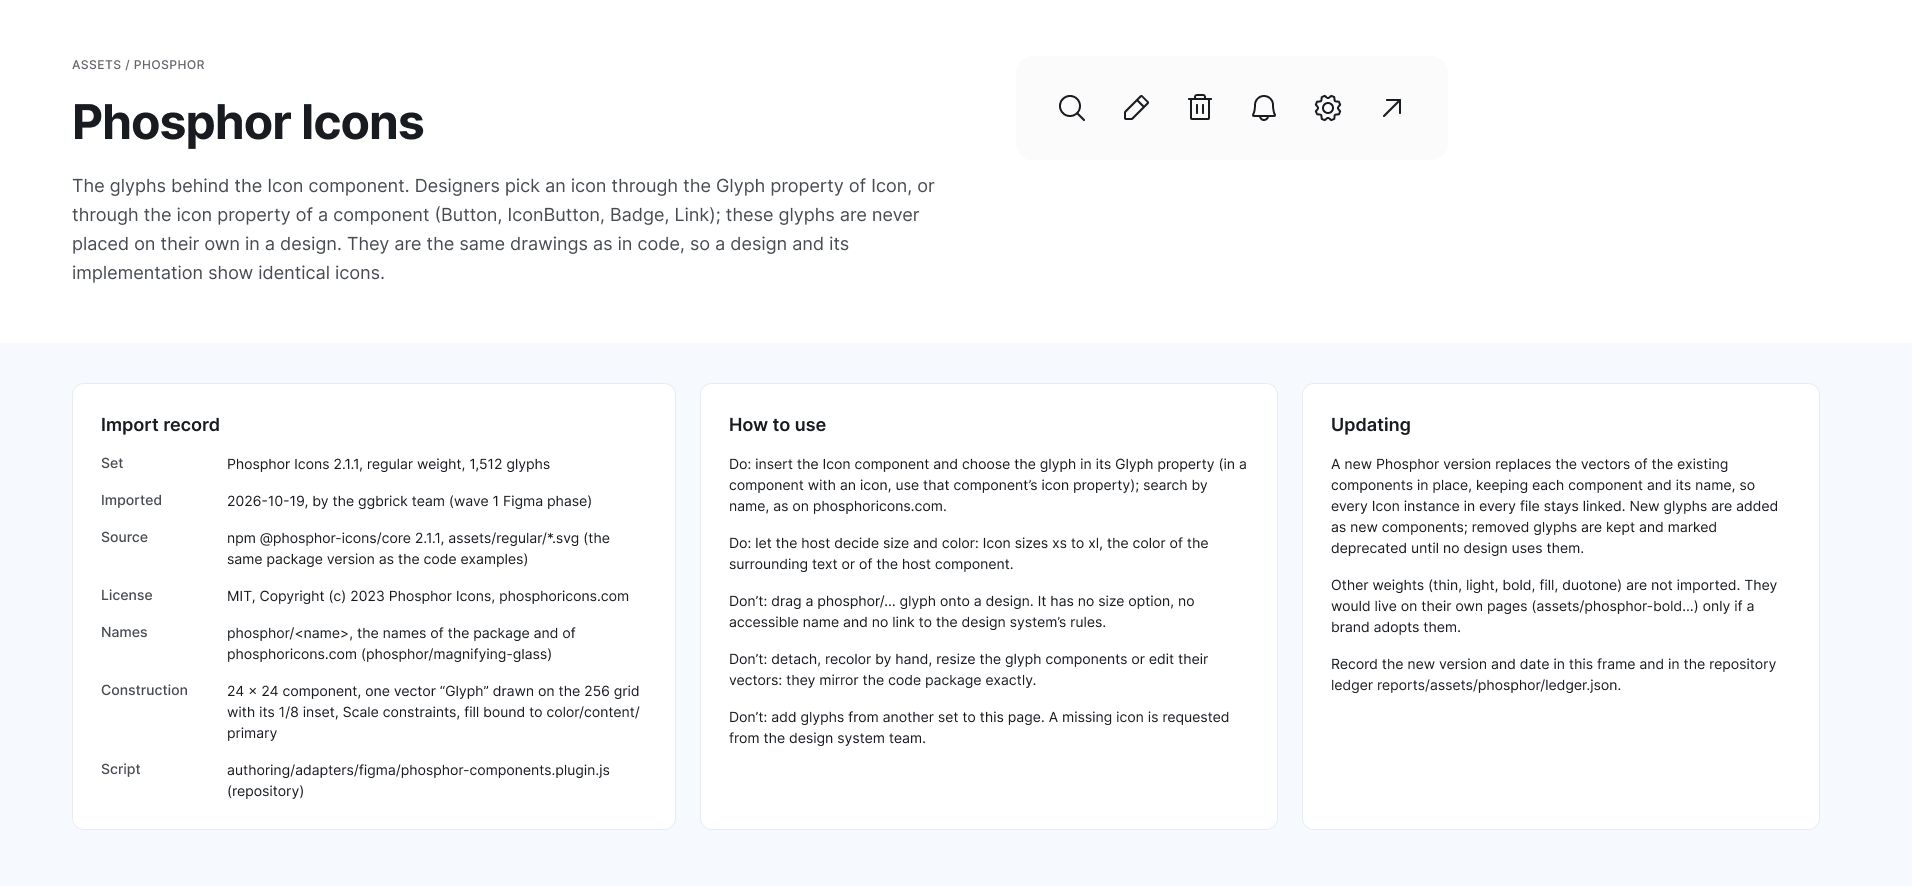 ASSETS / PHOSPHOR
Phosphor Icons
The glyphs behind the Icon component. Designers pick an icon through the Glyph property of Icon, or
through the icon property of a component (Button, IconButton, Badge, Link); these glyphs are never
placed on their own in a design. They are the same drawings as in code, so a design and its
implementation show identical icons.
Import record
Set
Phosphor Icons 2.1.1, regular weight, 1,512 glyphs
Imported
2026-10-19, by the ggbrick team (wave 1 Figma phase)
Source
npm @phosphor-icons/core 2.1.1, assets/regular/*.svg (the
same package version as the code examples)
License
MIT, Copyright (c) 2023 Phosphor Icons, phosphoricons.com
Names
phosphor/<name>, the names of the package and of
phosphoricons.com (phosphor/magnifying-glass)
Construction
24 × 24 component, one vector “Glyph” drawn on the 256 grid
with its 1/8 inset, Scale constraints, fill bound to color/content/
primary
Script
authoring/adapters/figma/phosphor-components.plugin.js
(repository)
How to use
Do: insert the Icon component and choose the glyph in its Glyph property (in a
component with an icon, use that component’s icon property); search by
name, as on phosphoricons.com.
Do: let the host decide size and color: Icon sizes xs to xl, the color of the
surrounding text or of the host component.
Don’t: drag a phosphor/… glyph onto a design. It has no size option, no
accessible name and no link to the design system’s rules.
Don’t: detach, recolor by hand, resize the glyph components or edit their
vectors: they mirror the code package exactly.
Don’t: add glyphs from another set to this page. A missing icon is requested
from the design system team.
Updating
A new Phosphor version replaces the vectors of the existing
components in place, keeping each component and its name, so
every Icon instance in every file stays linked. New glyphs are added
as new components; removed glyphs are kept and marked
deprecated until no design uses them.
Other weights (thin, light, bold, fill, duotone) are not imported. They
would live on their own pages (assets/phosphor-bold…) only if a
brand adopts them.
Record the new version and date in this frame and in the repository
ledger reports/assets/phosphor/ledger.json.